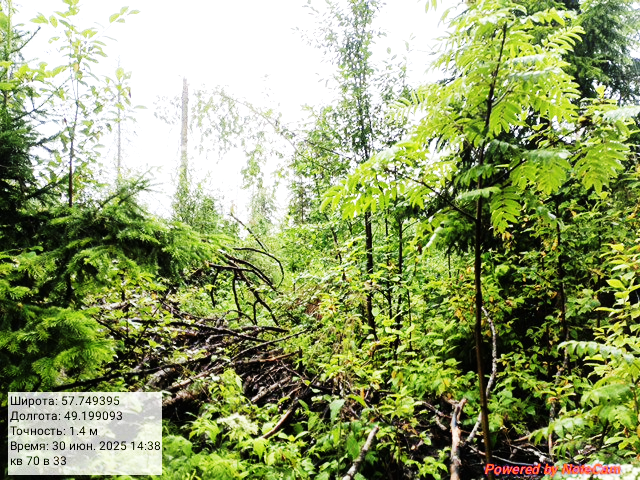 Широта: 57.749395
Долгота: 49.199093
Точность: 1.4 м
Время: 30 июн. 2025 14:38
кв 70 в 33
Powered by NoteCam